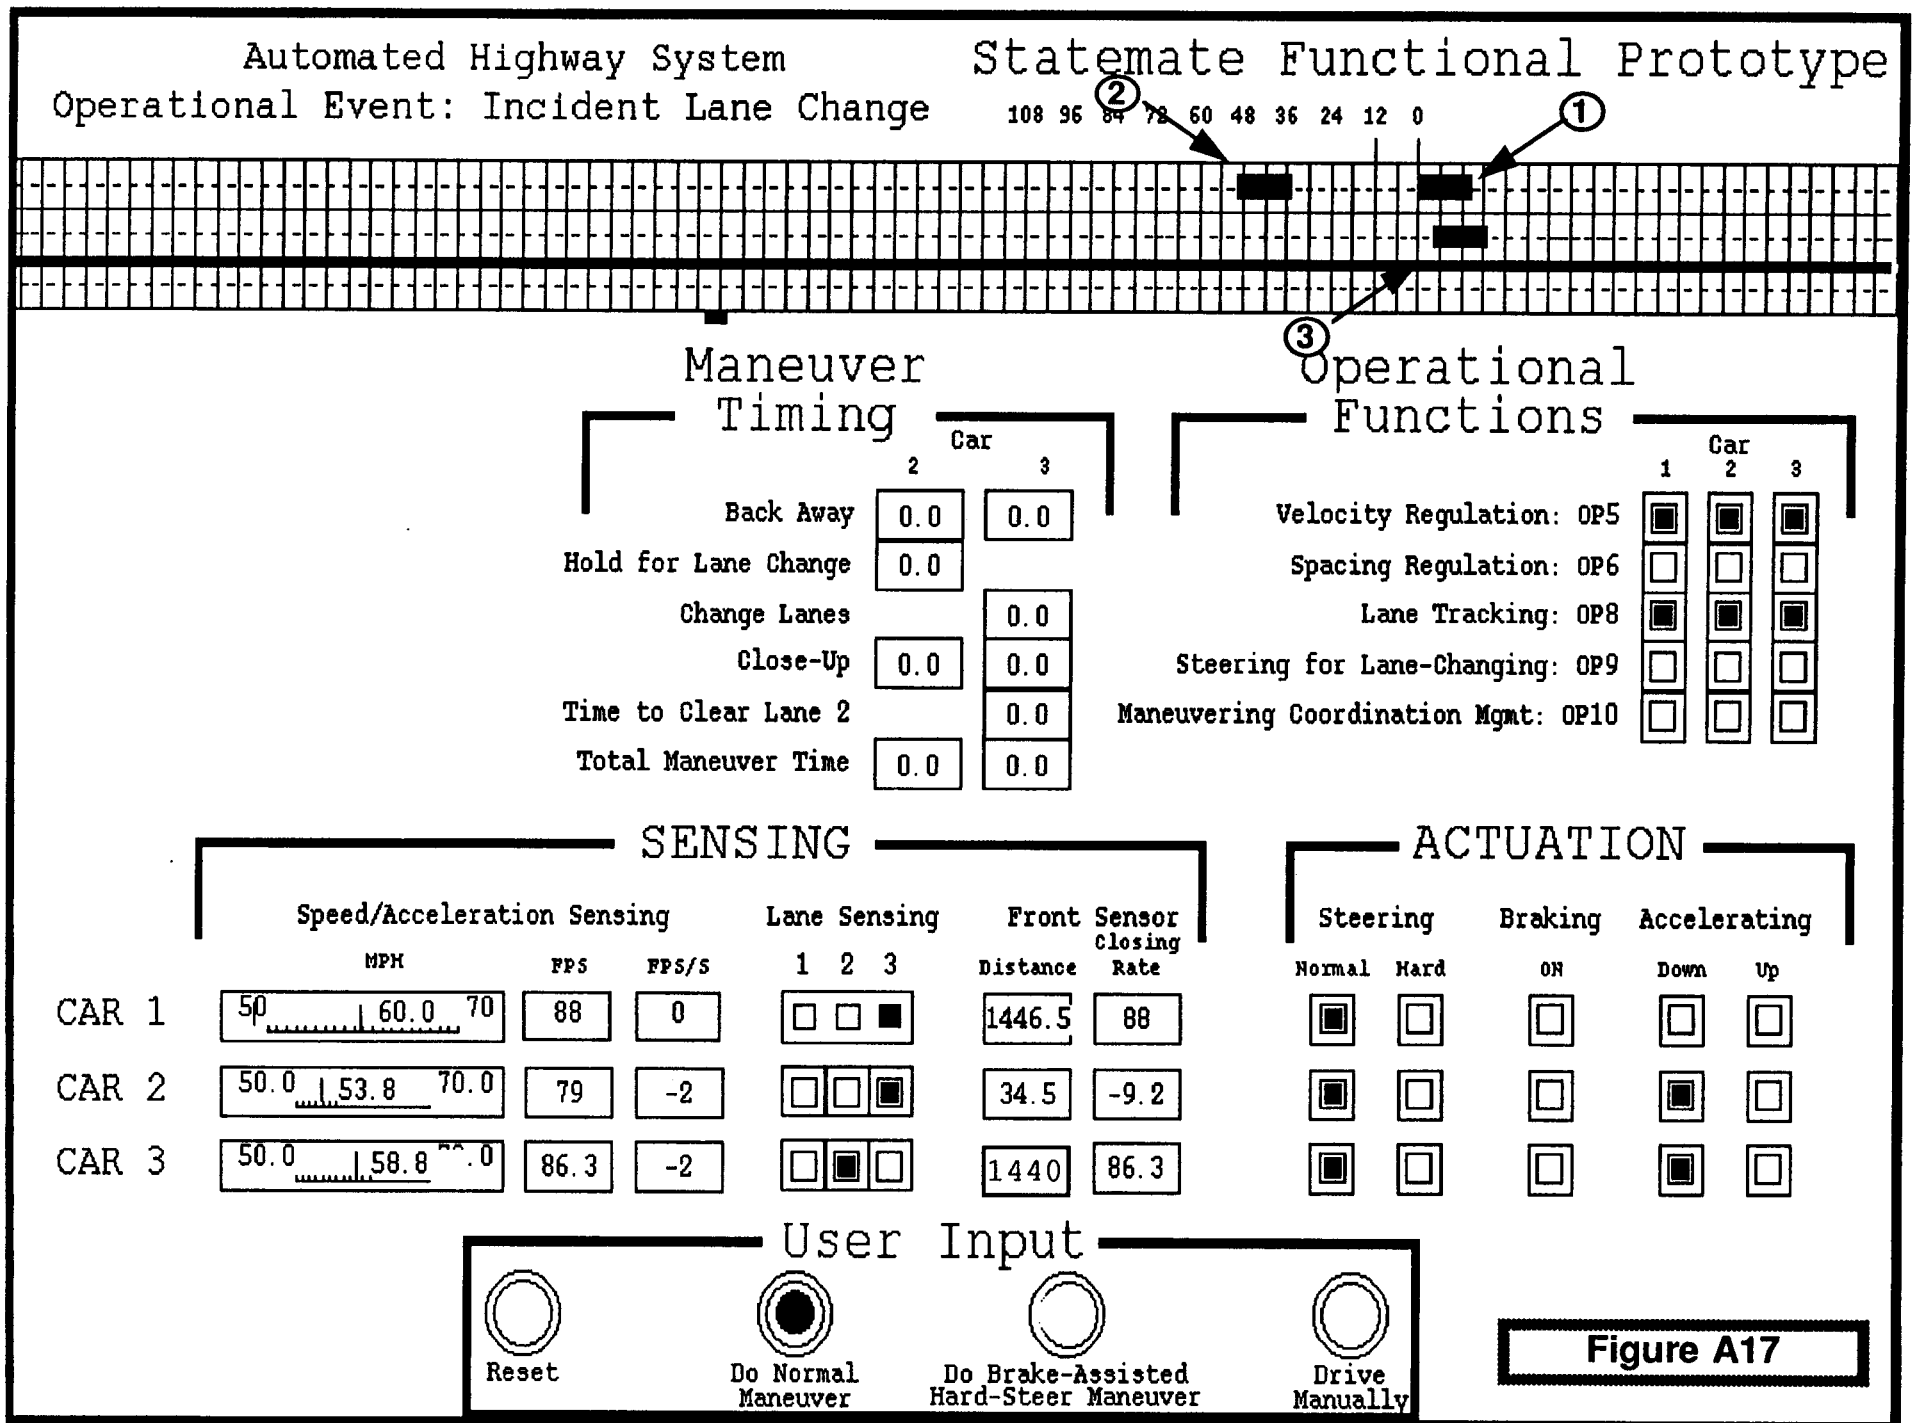 Automated Highway System
Operational Event: Incident Lane Change
Statemate Functional Prototype
108 96 84 72 60 48 36 24 12 0
2
1
3
Maneuver
Timing
Car
2 3
Back Away 0.0 0.0
Hold for Lane Change 0.0
Change Lanes 0.0
Close-Up 0.0 0.0
Time to Clear Lane 2 0.0
Total Maneuver Time 0.0 0.0
Operational
Functions
Car
1 2 3
Velocity Regulation: OP5
Spacing Regulation: OP6
Lane Tracking: OP8
Steering for Lane-Changing: OP9
Maneuvering Coordination Mgmt: OP10
SENSING
Speed/Acceleration Sensing Lane Sensing Front Sensor
Closing
MPH FPS FPS/S 1 2 3 Distance Rate
ACTUATION
Steering Braking Accelerating
Normal Hard ON Down Up
CAR 1 50 60.0 70 88 0 1446.5 88
CAR 2 50.0 53.8 70.0 79 -2 34.5 -9.2
CAR 3 50.0 58.8 .0 86.3 -2 1440 86.3
User Input
Reset
Do Normal
Maneuver
Do Brake-Assisted
Hard-Steer Maneuver
Drive
Manually
Figure A17